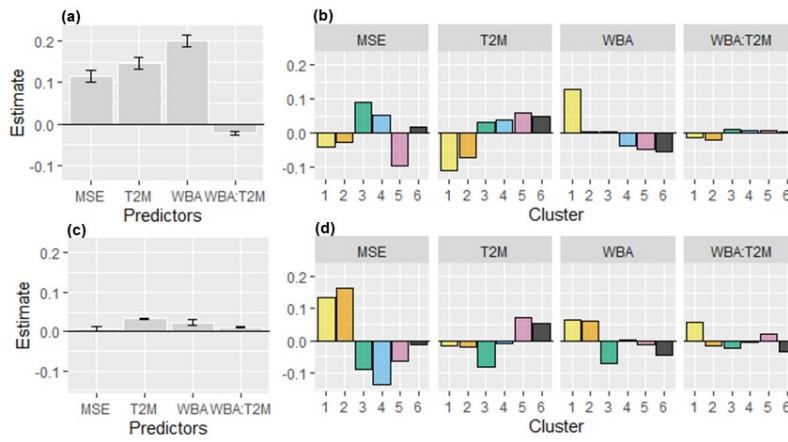 (a)
Estimate
0.2
0.1
0.0
-0.1
MSE T2M WBA WBA:T2M
Predictors
(b)
MSE T2M WBA WBA:T2M
0.2
0.1
0.0
-0.1
1 2 3 4 5 6 1 2 3 4 5 6 1 2 3 4 5 6 1 2 3 4 5 6
Cluster
(c)
Estimate
0.2
0.1
0.0
-0.1
MSE T2M WBA WBA:T2M
Predictors
(d)
MSE T2M WBA WBA:T2M
0.2
0.1
0.0
-0.1
1 2 3 4 5 6 1 2 3 4 5 6 1 2 3 4 5 6 1 2 3 4 5 6
Cluster